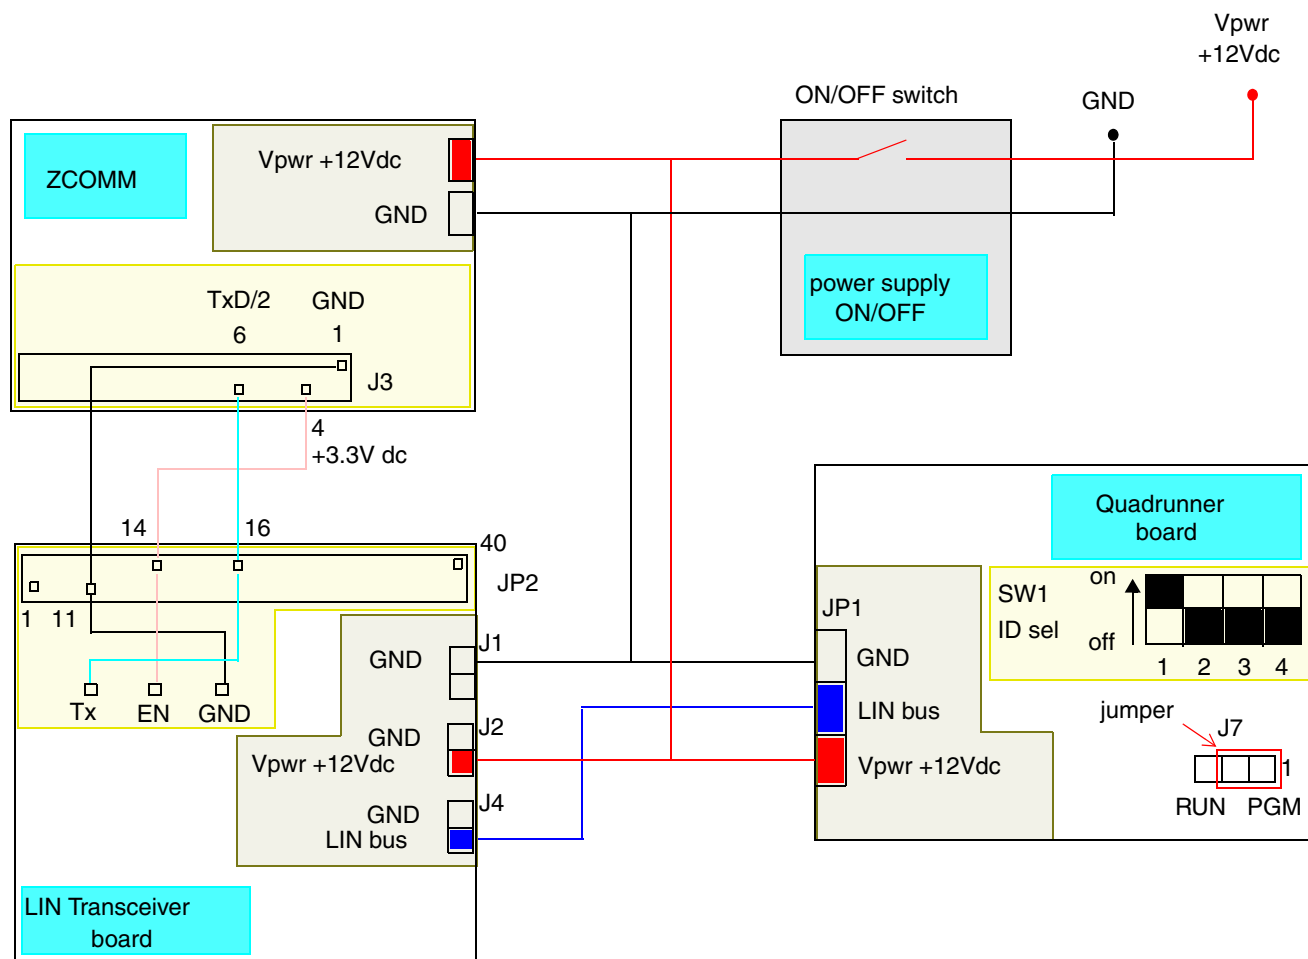 Vpwr
+12Vdc
ON/OFF switch
GND
ZCOMM
Vpwr +12Vdc
GND
power supply
ON/OFF
TxD/2
GND
6
1
J3
4
+3.3V dc
14
16
40
JP2
1
11
Tx
EN
GND
J1
GND
J2
GND
Vpwr +12Vdc
J4
GND
LIN bus
LIN Transceiver
board
Quadrunner
board
JP1
GND
LIN bus
Vpwr +12Vdc
SW1
ID sel
on
off
1 2 3 4
jumper
J7
1
RUN
PGM